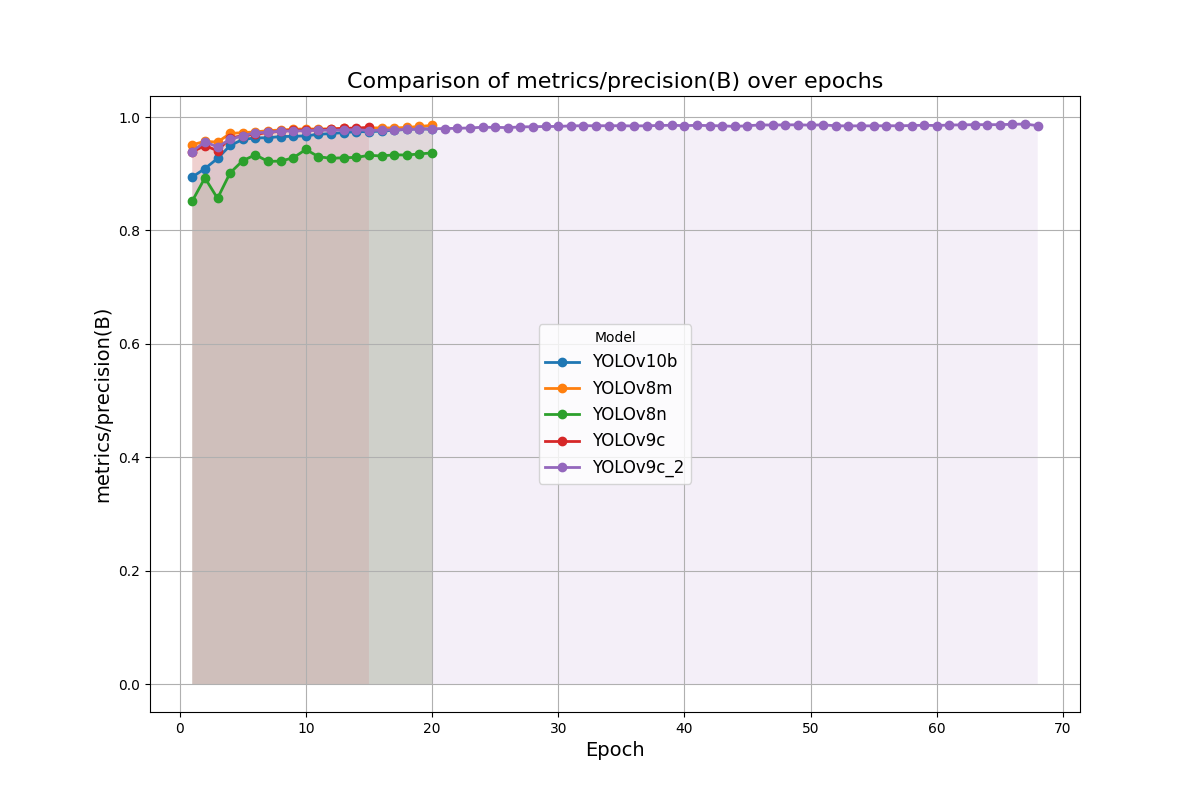 Comparison of metrics/precision(B) over epochs
metrics/precision(B)
1.0
0.8
0.6
0.4
0.2
0.0
Model
YOLOv10b
YOLOv8m
YOLOv8n
YOLOv9c
YOLOv9c_2
0 10 20 30 40 50 60 70
Epoch